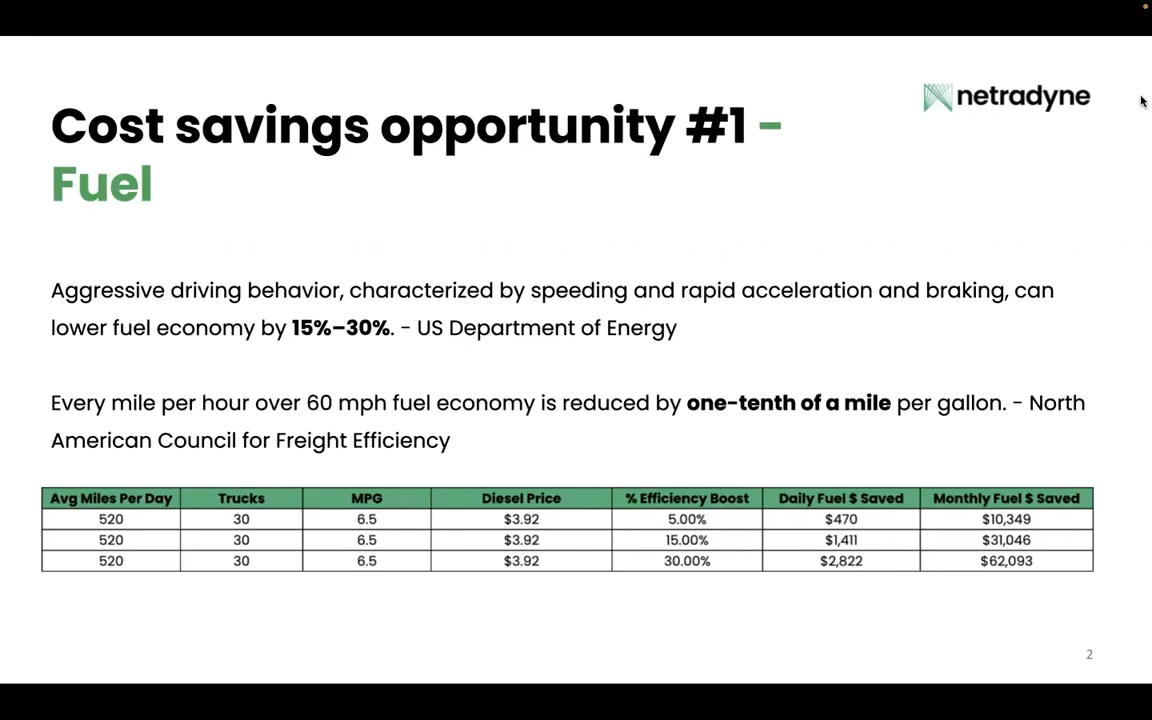 netradyne
Cost savings opportunity #1 -
Fuel
Aggressive driving behavior, characterized by speeding and rapid acceleration and braking, can
lower fuel economy by 15%–30%. - US Department of Energy
Every mile per hour over 60 mph fuel economy is reduced by one-tenth of a mile per gallon. - North
American Council for Freight Efficiency
Avg Miles Per Day Trucks MPG Diesel Price % Efficiency Boost Daily Fuel $ Saved Monthly Fuel $ Saved
520 30 6.5 $3.92 5.00% $470 $10,349
520 30 6.5 $3.92 15.00% $1,411 $31,046
520 30 6.5 $3.92 30.00% $2,822 $62,093
2